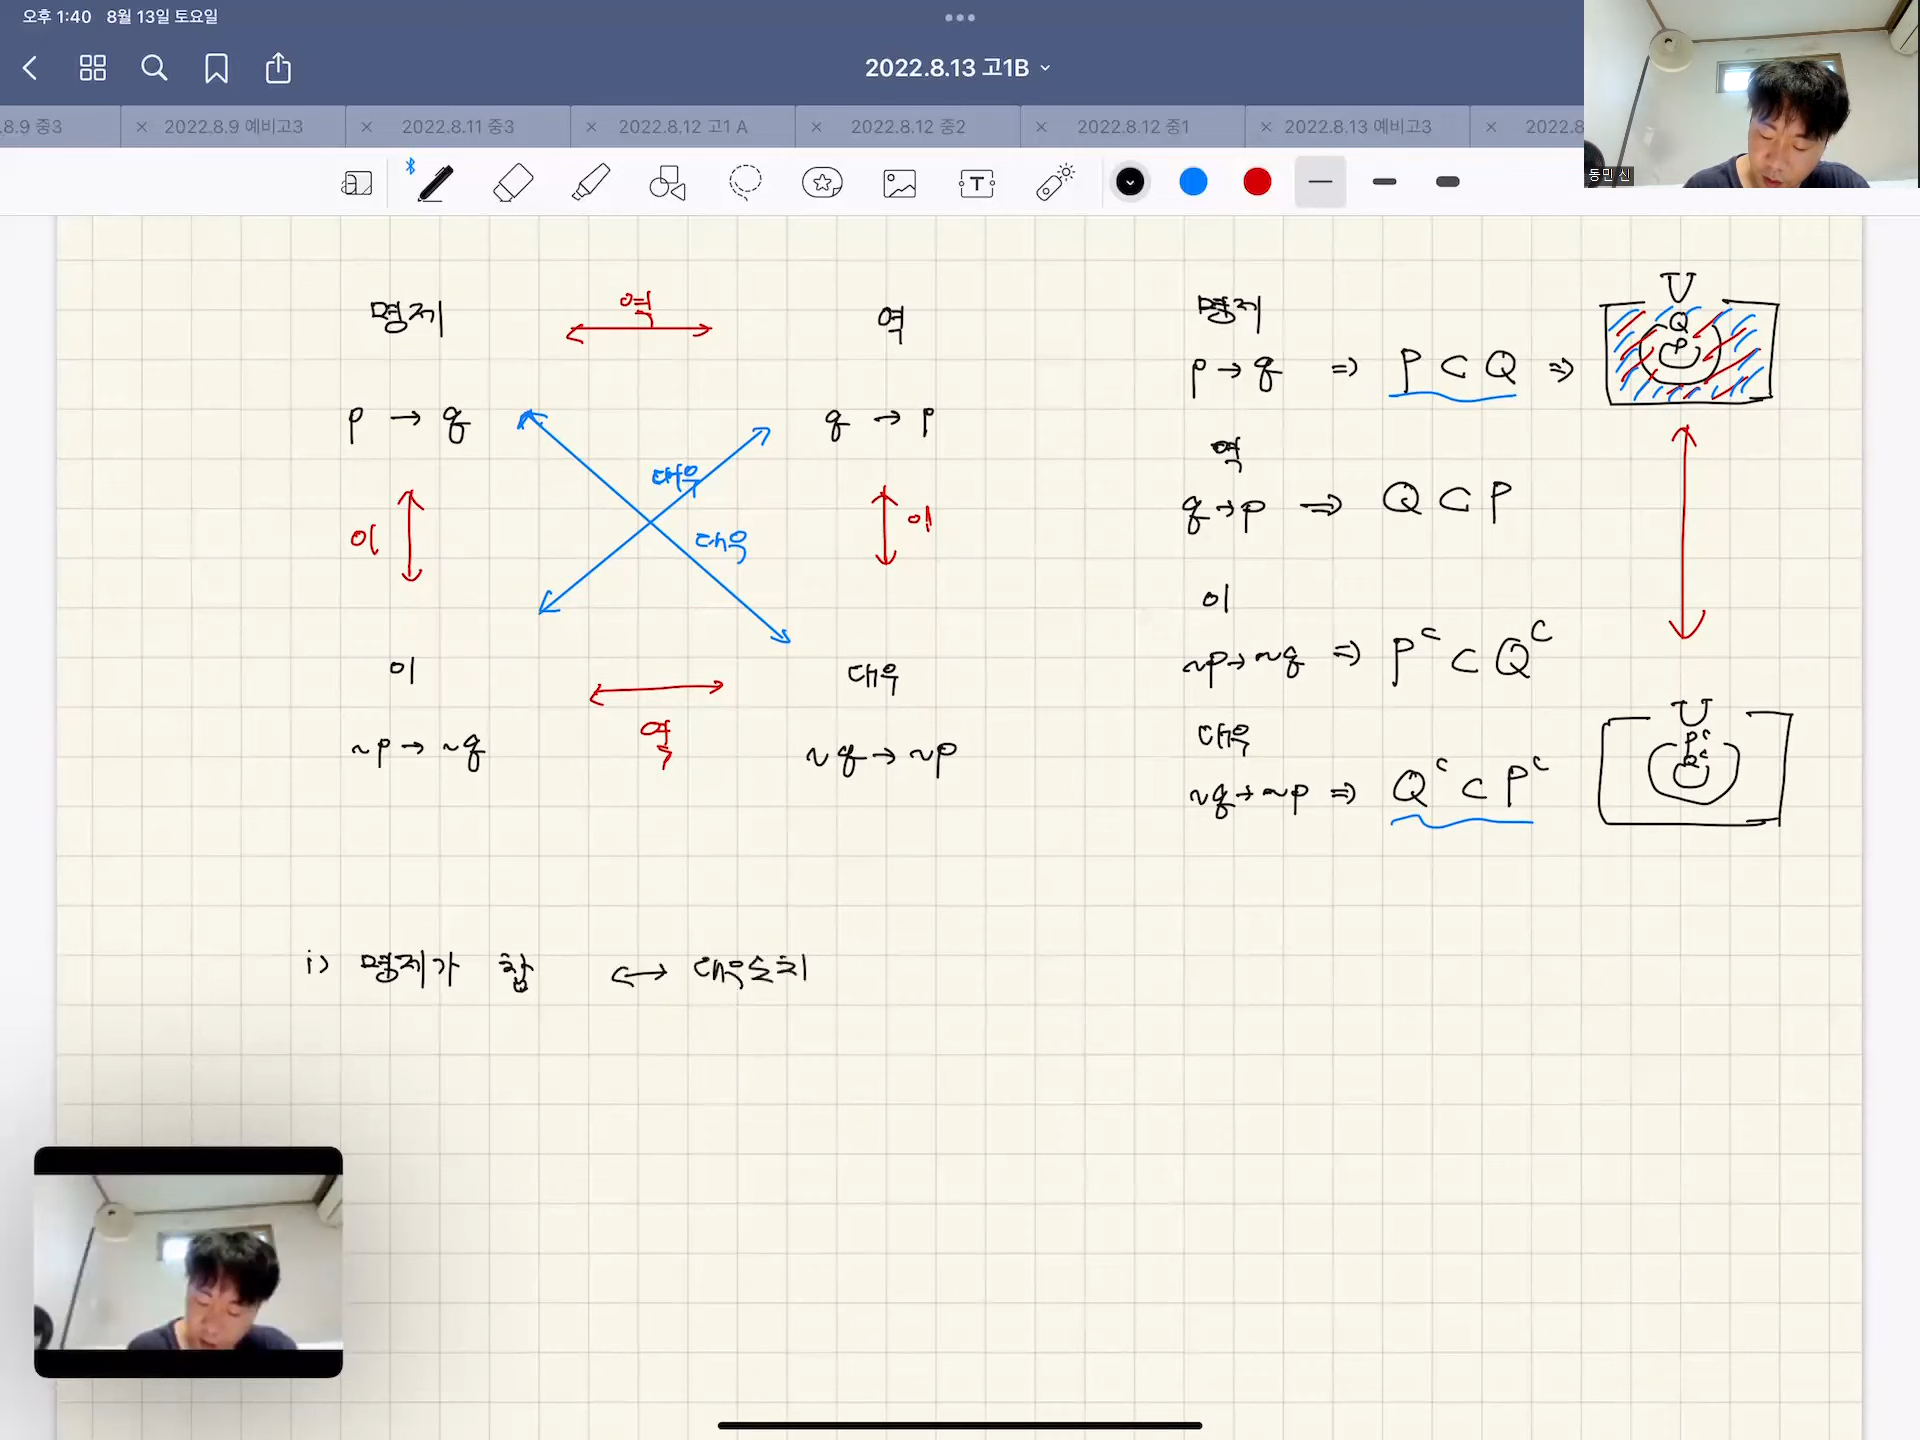 오후 1:40 8월 13일 토요일
2022.8.13 고1B
8.9 중3
2022.8.9 예비고3
2022.8.11 중3
2022.8.12 고1 A
2022.8.12 중2
2022.8.12 중1
2022.8.13 예비고3
2022.8
동민 신
명제 역 역
p → q q → p
대우
대우
이 이
이 대우
역
~p → ~q ~q → ~p
명제
p → q ⇒ P ⊂ Q ⇒
U
Q
P
역
q → p ⇒ Q ⊂ P
이
~p → ~q ⇒ P^C ⊂ Q^C
대우
~q → ~p ⇒ Q^C ⊂ P^C
U
P^C
Q^C
i) 명제가 참 ↔ 대우도